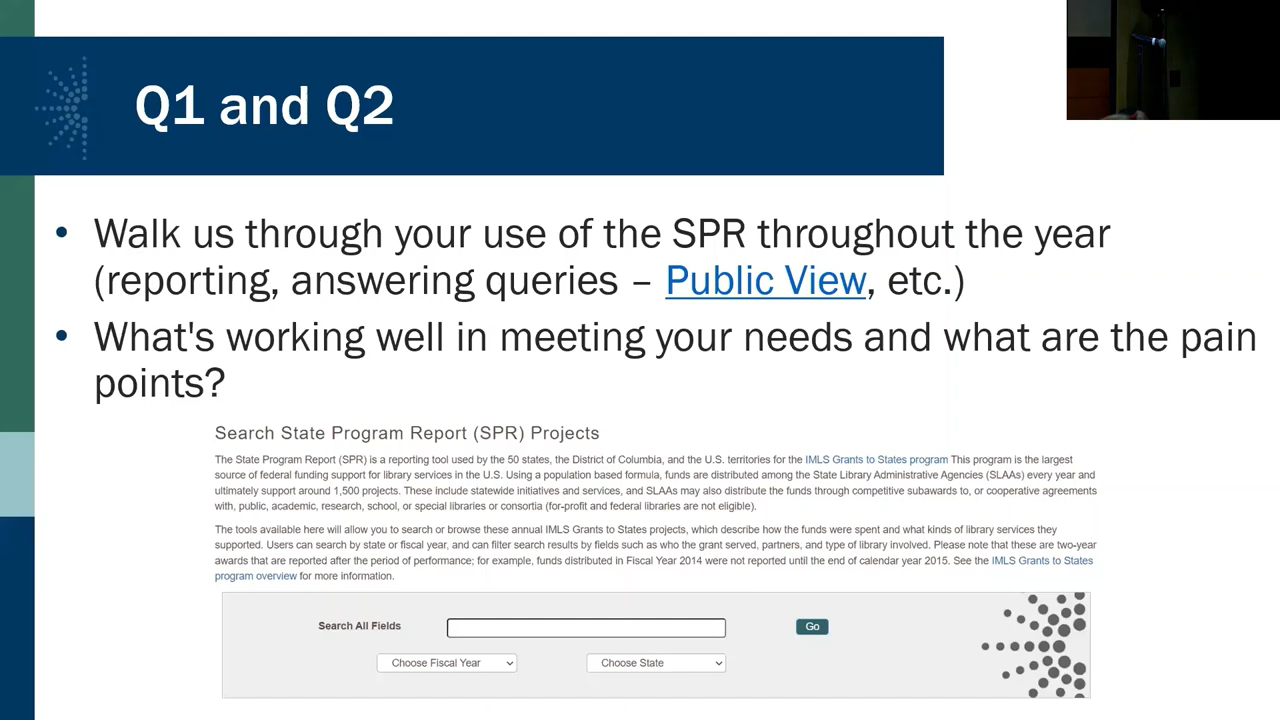 Q1 and Q2
• Walk us through your use of the SPR throughout the year
(reporting, answering queries – Public View, etc.)
• What's working well in meeting your needs and what are the pain
points?
Search State Program Report (SPR) Projects
The State Program Report (SPR) is a reporting tool used by the 50 states, the District of Columbia, and the U.S. territories for the IMLS Grants to States program This program is the largest
source of federal funding support for library services in the U.S. Using a population based formula, funds are distributed among the State Library Administrative Agencies (SLAAs) every year and
ultimately support around 1,500 projects. These include statewide initiatives and services, and SLAAs may also distribute the funds through competitive subawards to, or cooperative agreements
with, public, academic, research, school, or special libraries or consortia (for-profit and federal libraries are not eligible).
The tools available here will allow you to search or browse these annual IMLS Grants to States projects, which describe how the funds were spent and what kinds of library services they
supported. Users can search by state or fiscal year, and can filter search results by fields such as who the grant served, partners, and type of library involved. Please note that these are two-year
awards that are reported after the period of performance; for example, funds distributed in Fiscal Year 2014 were not reported until the end of calendar year 2015. See the IMLS Grants to States
program overview for more information.
Search All Fields Go
Choose Fiscal Year Choose State